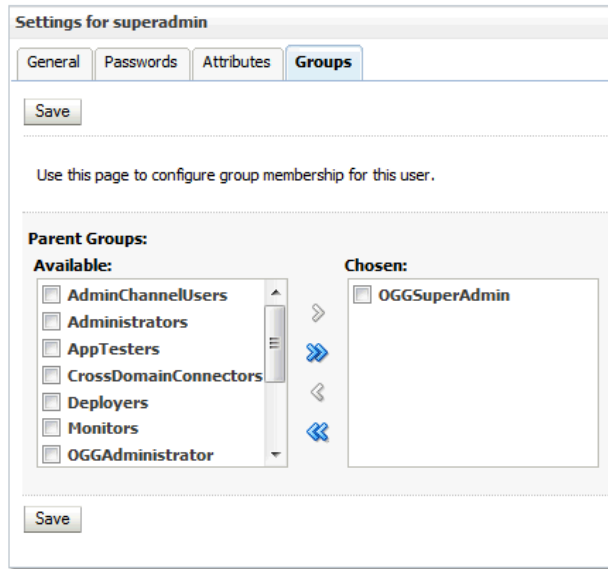 Settings for superadmin
General Passwords Attributes Groups
Save
Use this page to configure group membership for this user.
Parent Groups:
Available: Chosen:
AdminChannelUsers OGGSuperAdmin
Administrators
AppTesters
CrossDomainConnectors
Deployers
Monitors
OGGAdministrator
Save